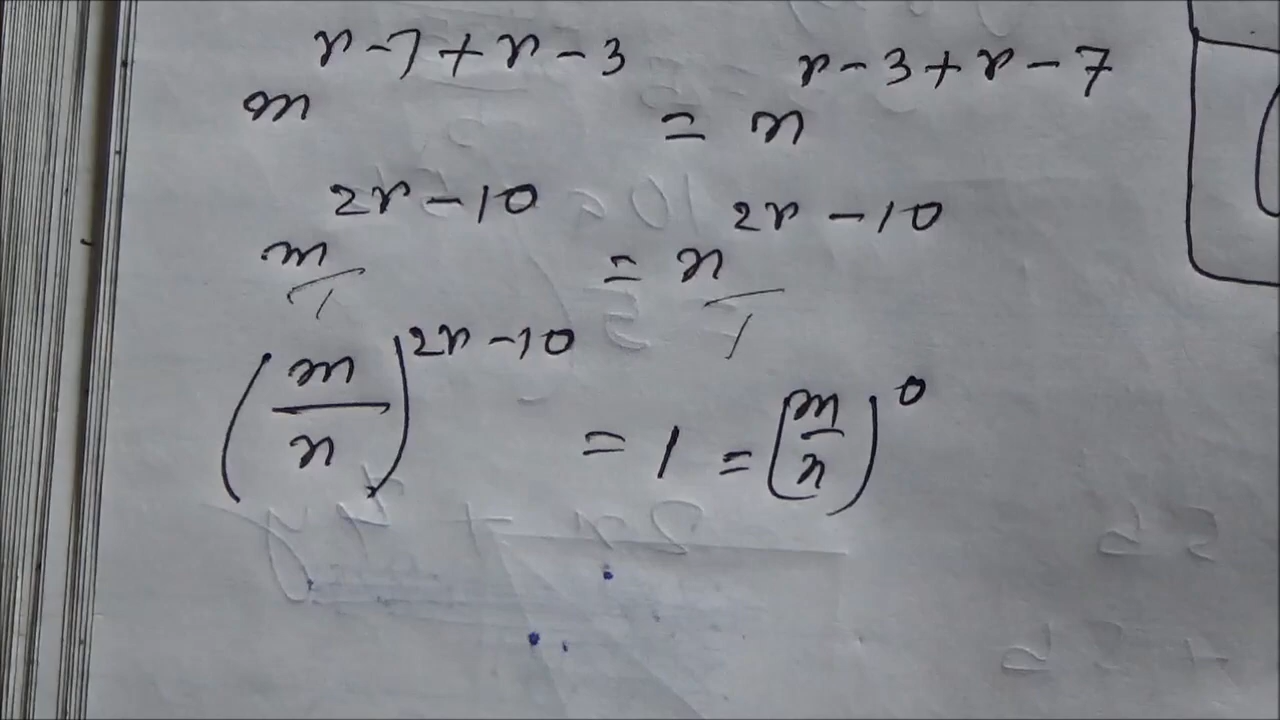 m^{r-7+r-3} = n^{r-3+r-7}
m^{2r-10} = n^{2r-10}
(m/n)^{2r-10} = 1 = (m/n)^0